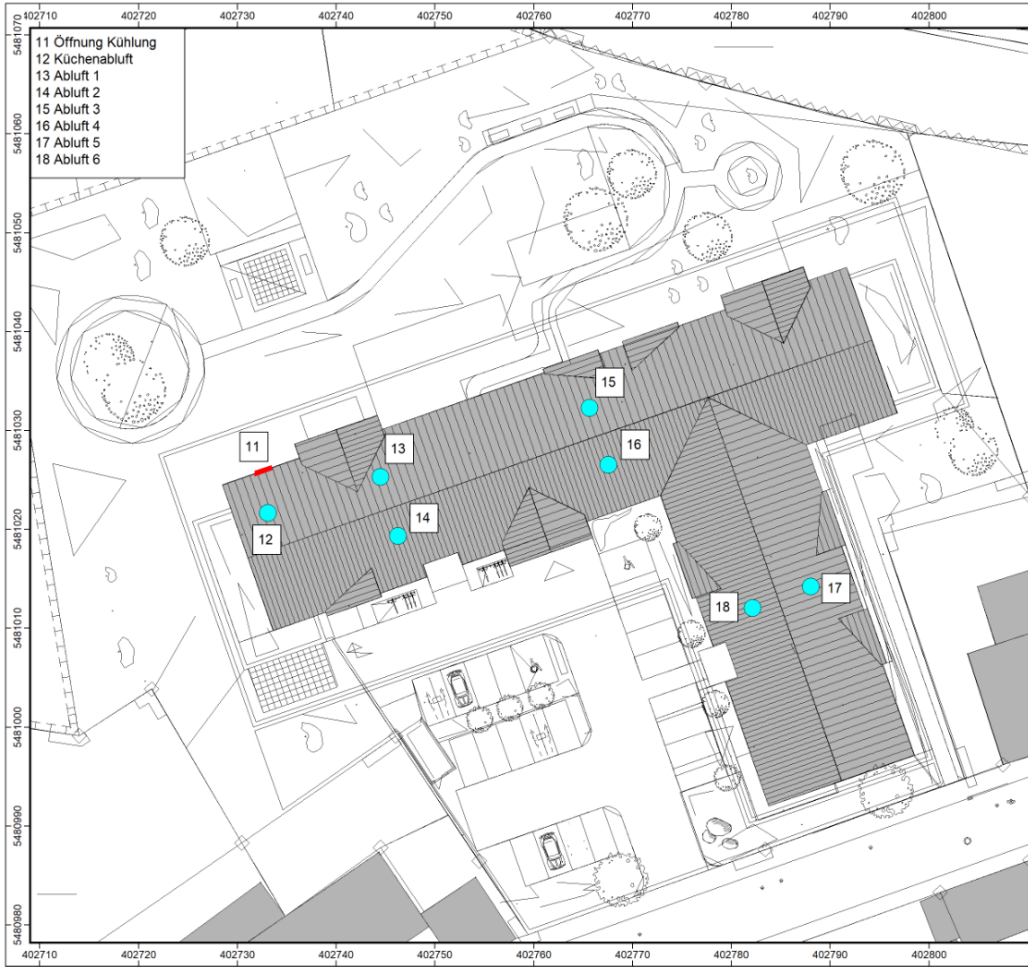 402710 402720 402730 402740 402750 402760 402770 402780 402790 402800
11 Öffnung Kühlung
12 Küchenabluft
13 Abluft 1
14 Abluft 2
15 Abluft 3
16 Abluft 4
17 Abluft 5
18 Abluft 6
5481070
5481060
5481050
5481040
5481030
5481020
5481010
5481000
5480990
5480980
15
11
13
16
14
12
17
18
402710 402720 402730 402740 402750 402760 402770 402780 402790 402800